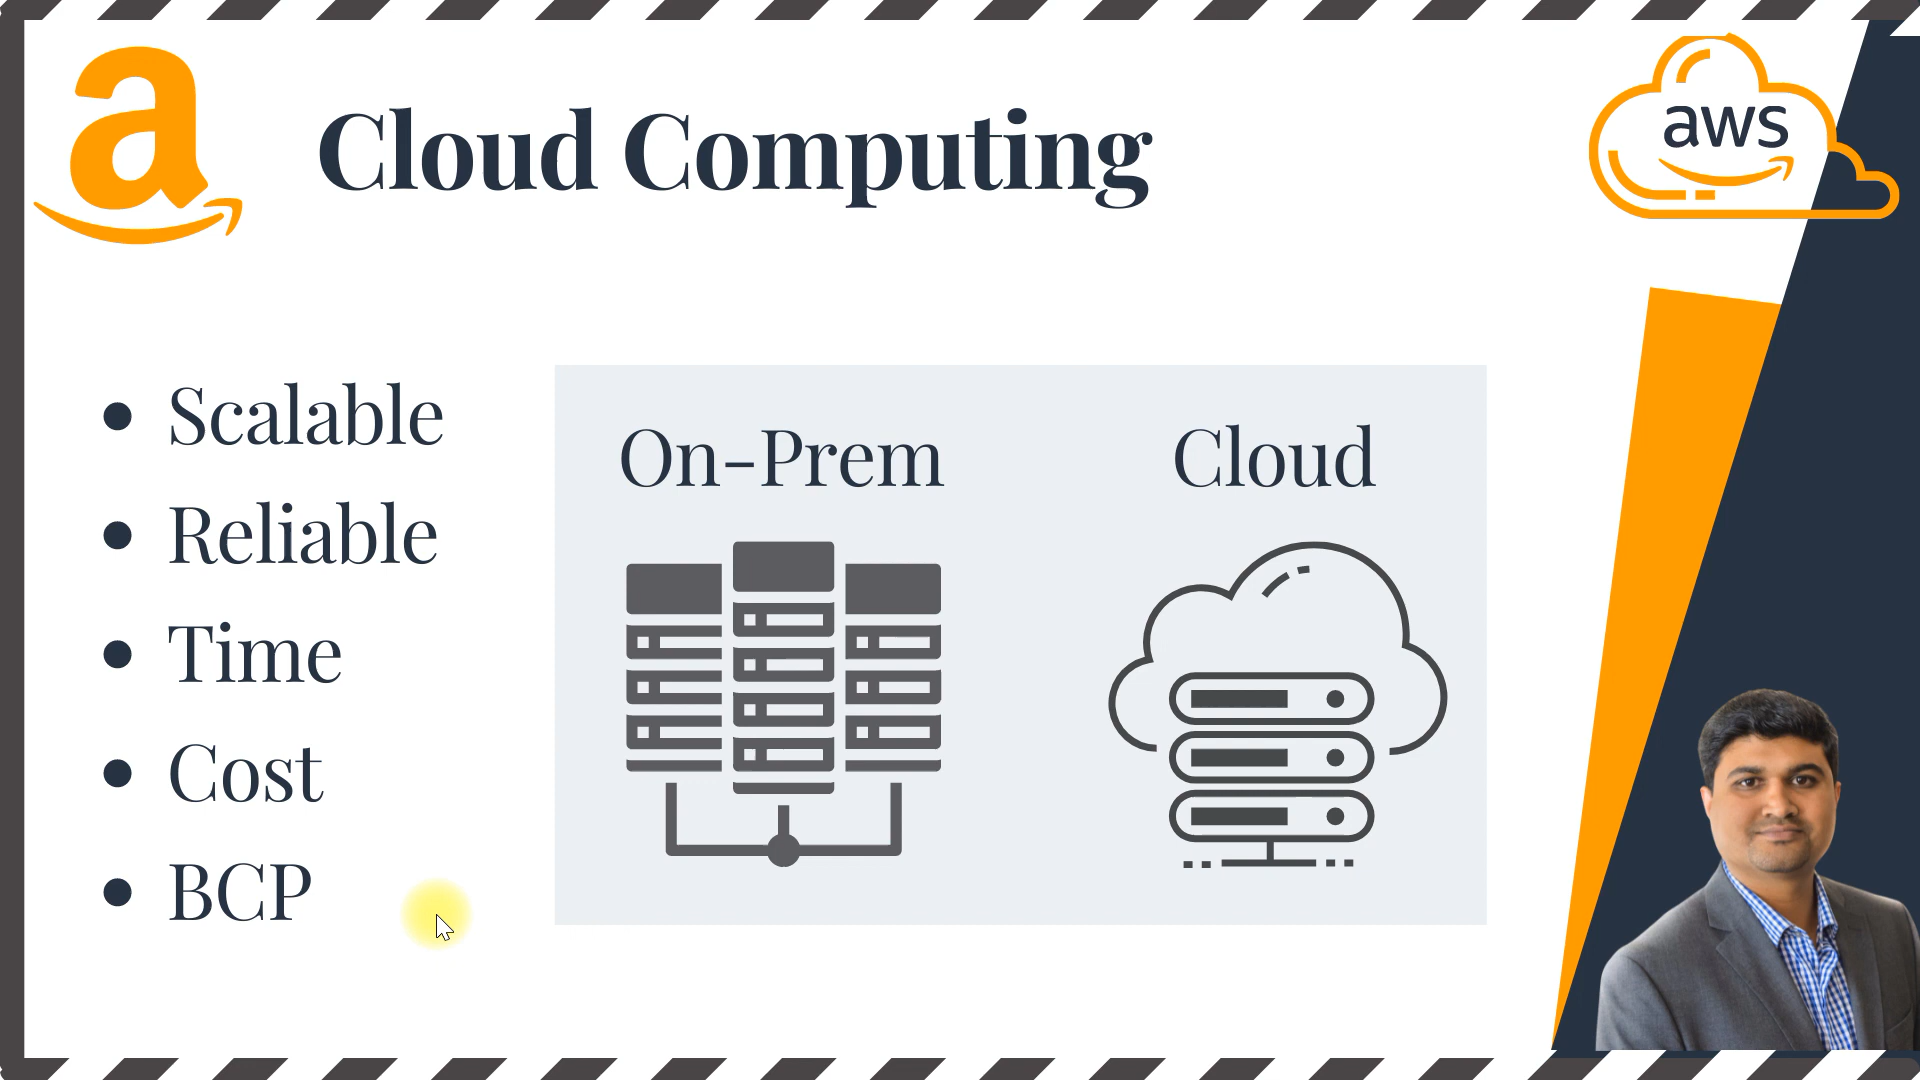 Cloud Computing
aws
Scalable
Reliable
Time
Cost
BCP
On-Prem
Cloud